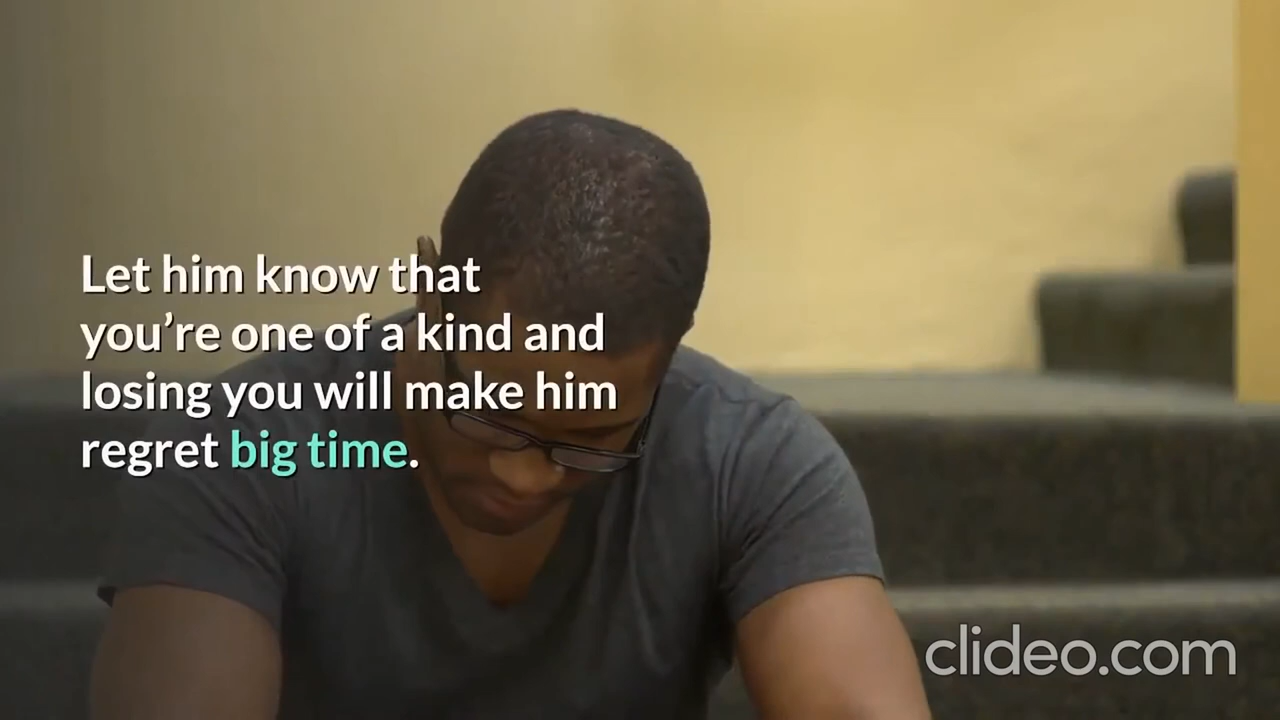 Let him know that
you’re one of a kind and
losing you will make him
regret big time.
clideo.com